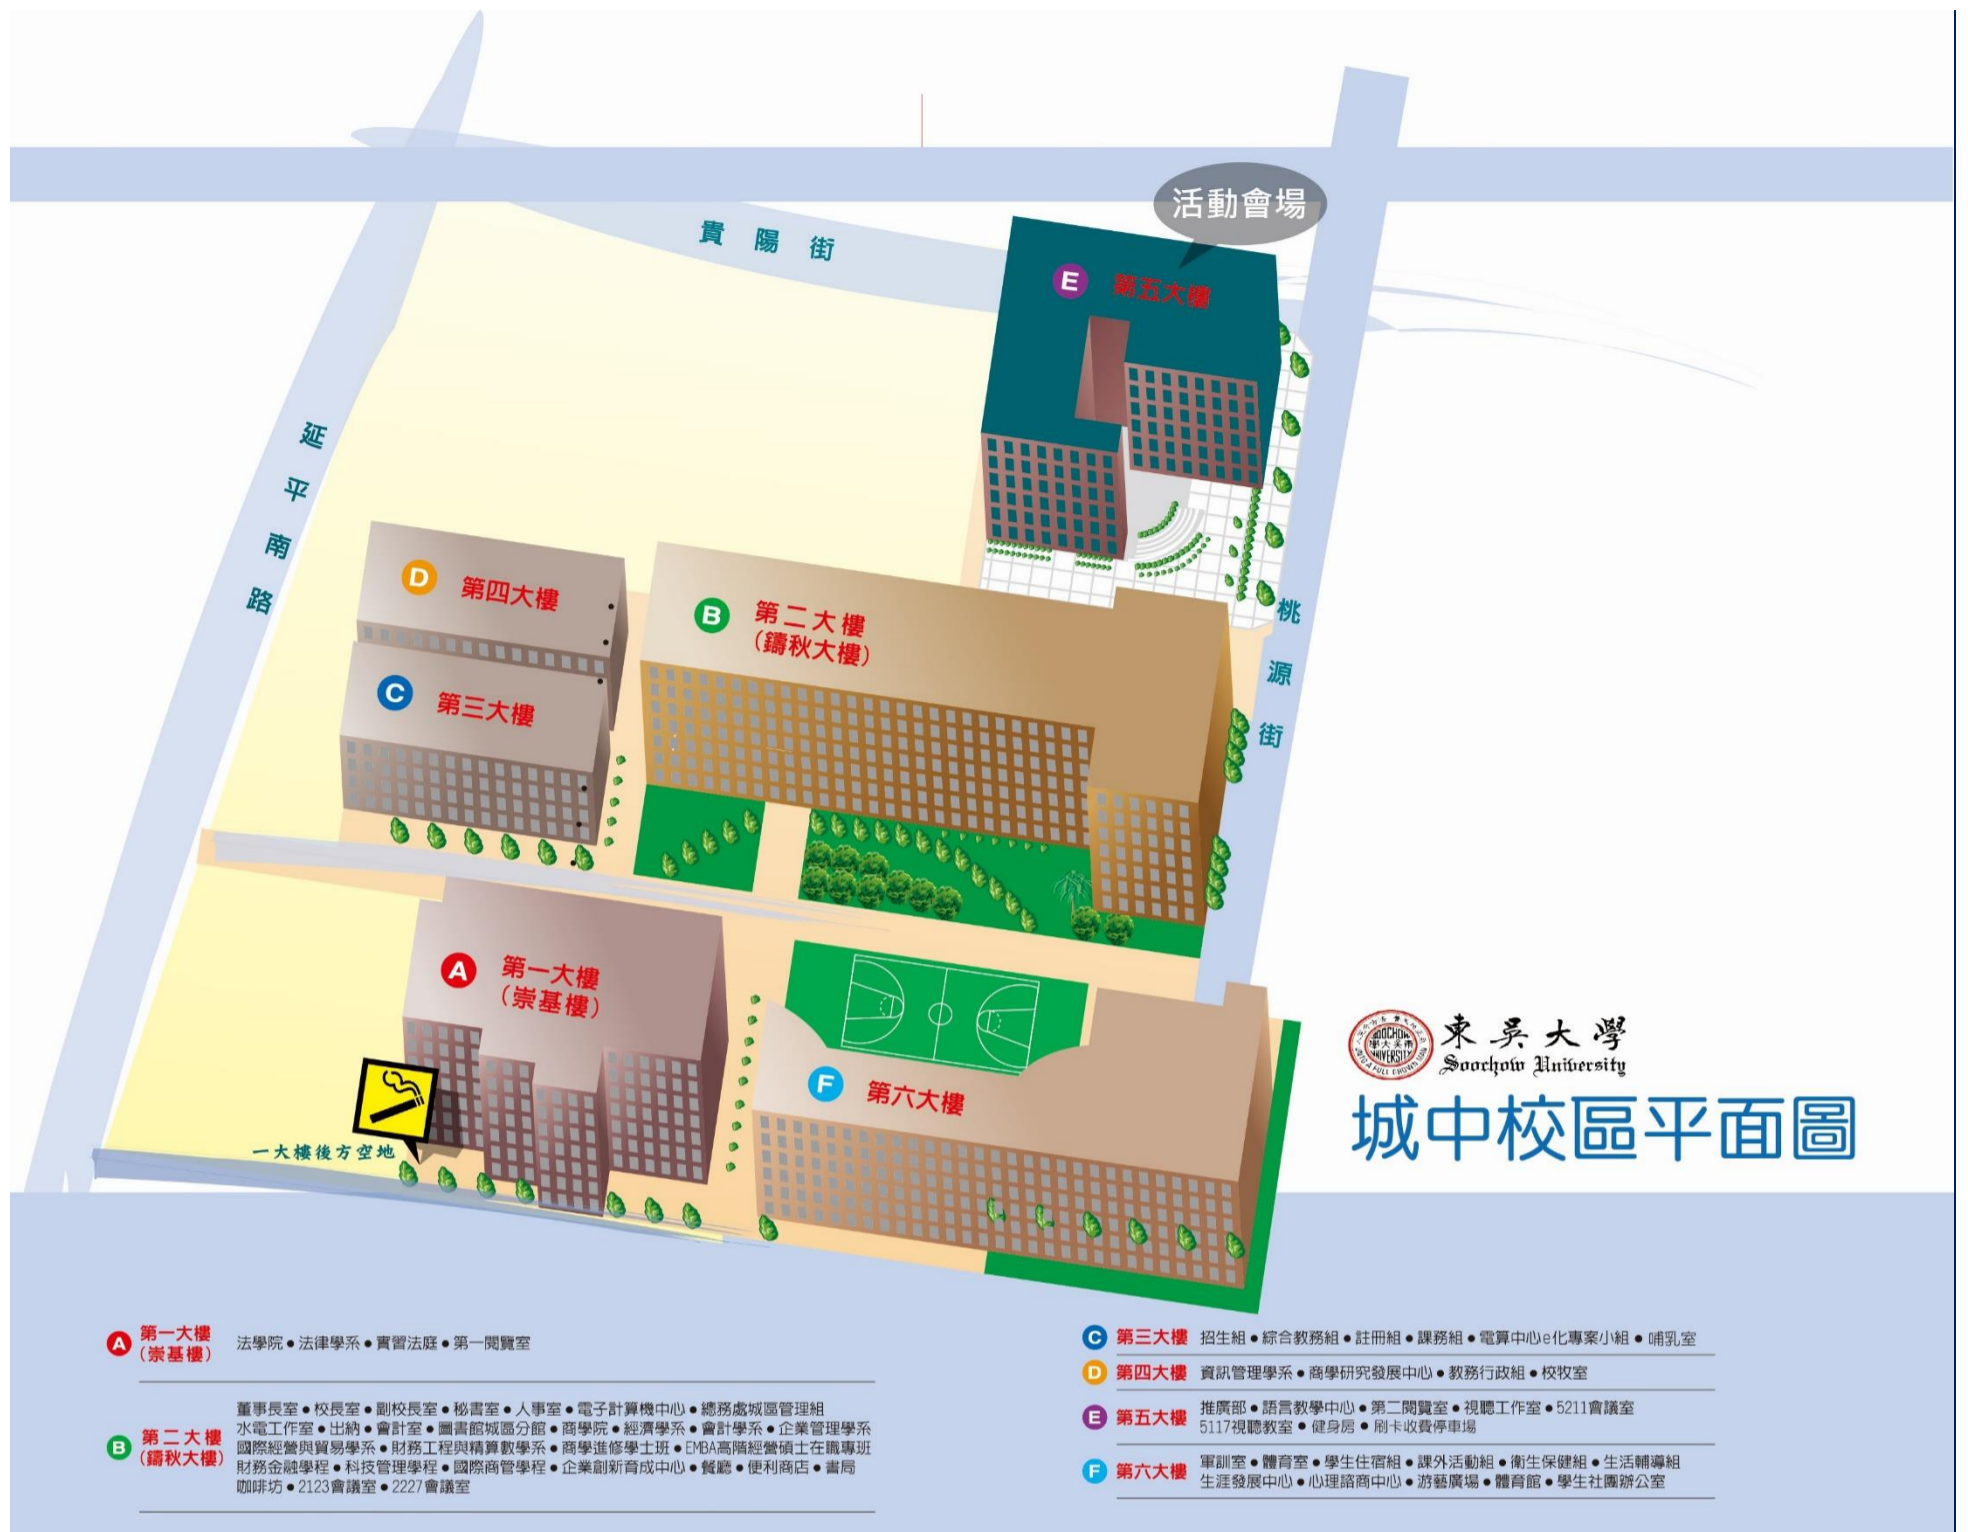 活動會場
貴陽街
E 第五大樓
延平南路
D 第四大樓
B 第二大樓
(鑄秋大樓)
C 第三大樓
桃源街
A 第一大樓
(崇基樓)
F 第六大樓
一大樓後方空地
東吳大學
Soochow University
城中校區平面圖
A 第一大樓
(崇基樓)
法學院●法律學系●實習法庭●第一閱覽室
B 第二大樓
(鑄秋大樓)
董事長室●校長室●副校長室●秘書室●人事室●電子計算機中心●總務處城區管理組
水電工作室●出納●會計室●圖書館城區分館●商學院●經濟學系●會計學系●企業管理學系
國際經營與貿易學系●財務工程與精算數學系●商學進修學士班●EMBA高階經營碩士在職專班
財務金融學程●科技管理學程●國際商管學程●企業創新育成中心●餐廳●便利商店●書局
咖啡坊●2123會議室●2227會議室
C 第三大樓 招生組●綜合教務組●註冊組●課務組●電算中心e化專案小組●哺乳室
D 第四大樓 資訊管理學系●商學研究發展中心●教務行政組●校牧室
E 第五大樓 推廣部●語言教學中心●第二閱覽室●視聽工作室●5211會議室
5117視聽教室●健身房●刷卡收費停車場
F 第六大樓 軍訓室●體育室●學生住宿組●課外活動組●衛生保健組●生活輔導組
生涯發展中心●心理諮商中心●游藝廣場●體育館●學生社團辦公室